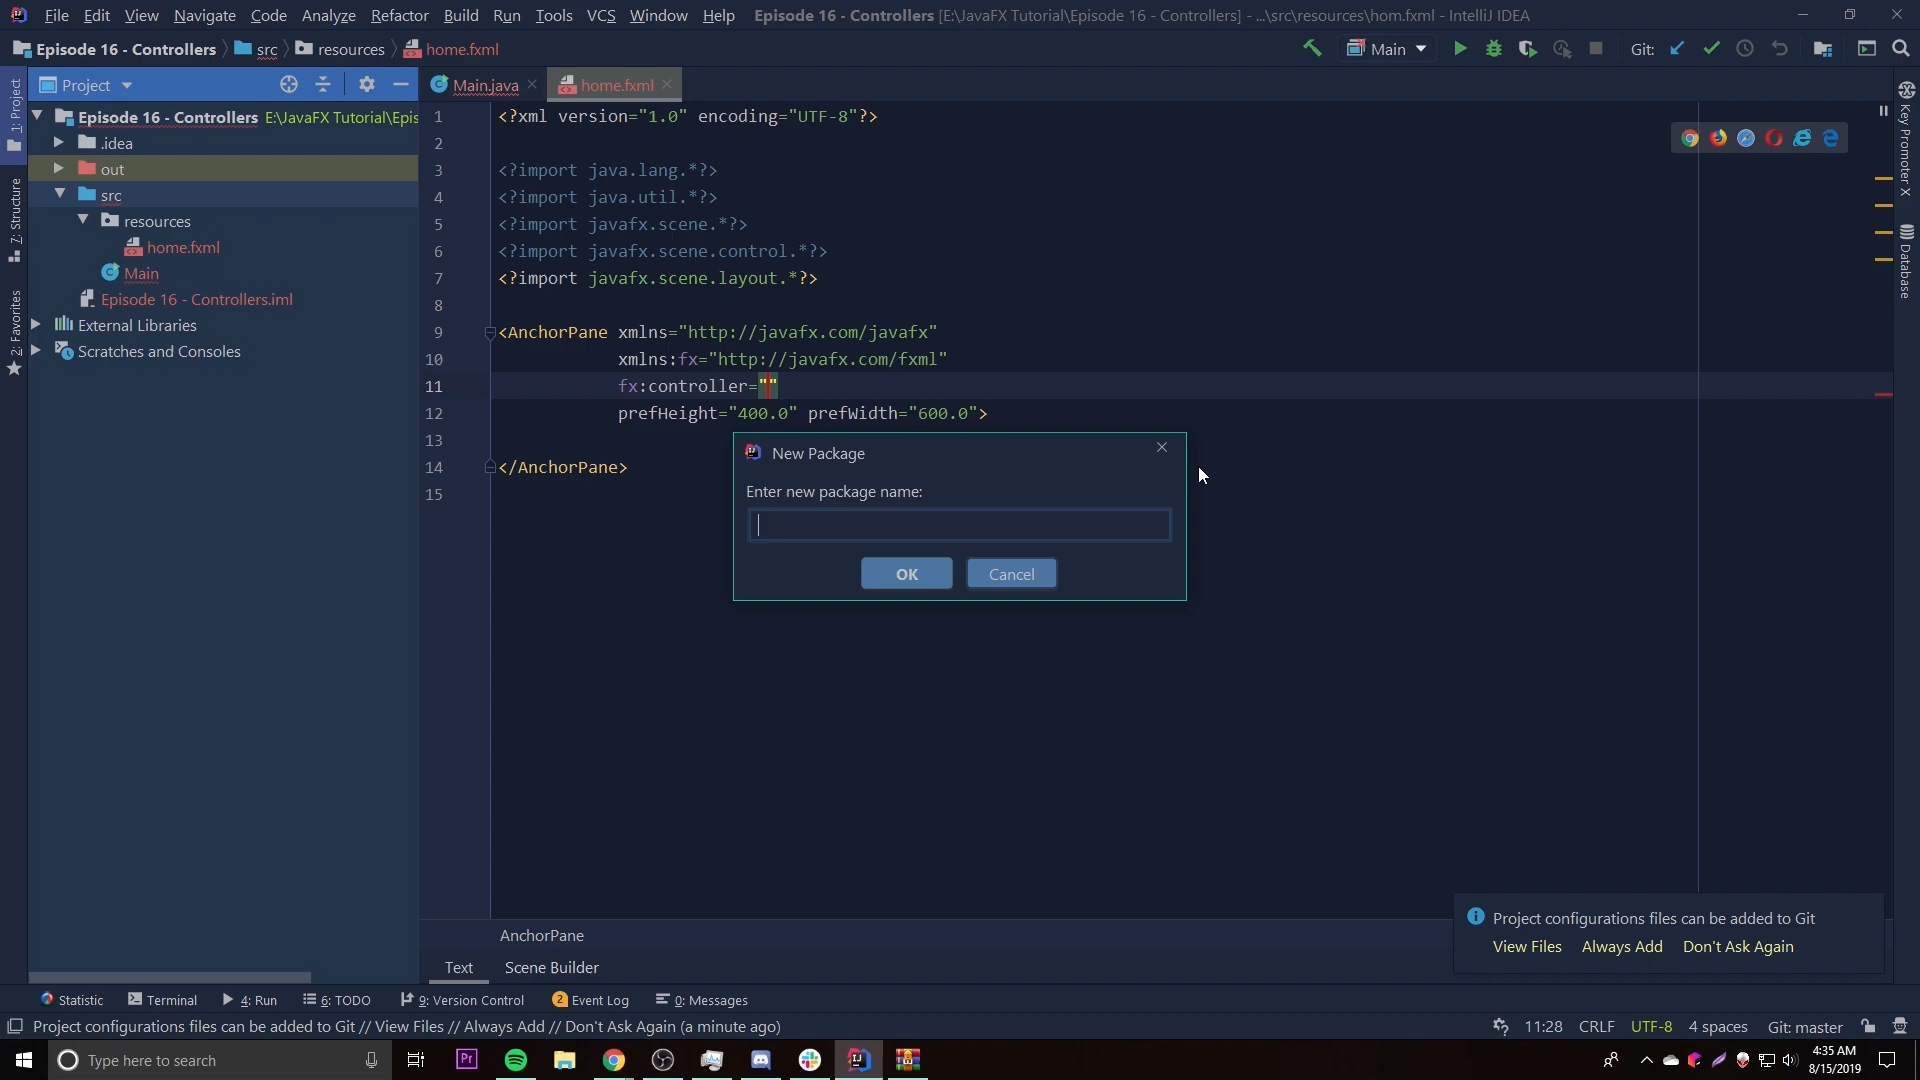 File Edit View Navigate Code Analyze Refactor Build Run Tools VCS Window Help Episode 16 - Controllers [E:\JavaFX Tutorial\Episode 16 - Controllers] - ...\src\resources\hom.fxml - IntelliJ IDEA
Episode 16 - Controllers src resources home.fxml Main Git:
Project Main.java home.fxml
1: Project
7: Structure
2: Favorites
Key Promoter X
Database
Episode 16 - Controllers E:\JavaFX Tutorial\Epis
.idea
out
src
resources
home.fxml
Main
Episode 16 - Controllers.iml
External Libraries
Scratches and Consoles
1 <?xml version="1.0" encoding="UTF-8"?>
2
3 <?import java.lang.*?>
4 <?import java.util.*?>
5 <?import javafx.scene.*?>
6 <?import javafx.scene.control.*?>
7 <?import javafx.scene.layout.*?>
8
9 <AnchorPane xmlns="http://javafx.com/javafx"
10 xmlns:fx="http://javafx.com/fxml"
11 fx:controller=""
12 prefHeight="400.0" prefWidth="600.0">
13
14 </AnchorPane>
15
New Package
Enter new package name:
OK Cancel
Project configurations files can be added to Git
View Files Always Add Don't Ask Again
AnchorPane
Text Scene Builder
Statistic Terminal 4: Run 6: TODO 9: Version Control 2 Event Log 0: Messages
Project configurations files can be added to Git // View Files // Always Add // Don't Ask Again (a minute ago) 11:28 CRLF UTF-8 4 spaces Git: master
Type here to search Pr IJ
4:35 AM
8/15/2019